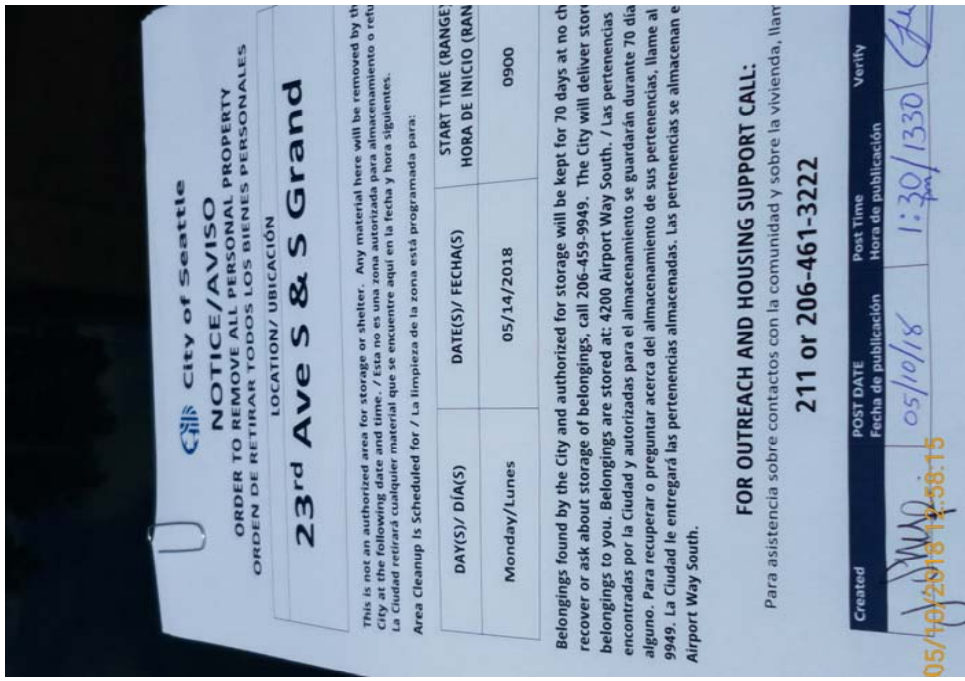 City of Seattle
NOTICE/AVISO
ORDER TO REMOVE ALL PERSONAL PROPERTY
ORDEN DE RETIRAR TODOS LOS BIENES PERSONALES
LOCATION/ UBICACIÓN
23rd Ave S & S Grand
This is not an authorized area for storage or shelter. Any material here will be removed by th
City at the following date and time. / Esta no es una zona autorizada para almacenamiento o refu
La Ciudad retirará cualquier material que se encuentre aquí en la fecha y hora siguientes.
Area Cleanup Is Scheduled for / La limpieza de la zona está programada para:
DAY(S)/ DÍA(S) DATE(S)/ FECHA(S) START TIME (RANGE)
HORA DE INICIO (RAN
Monday/Lunes 05/14/2018 0900
Belongings found by the City and authorized for storage will be kept for 70 days at no ch
recover or ask about storage of belongings, call 206-459-9949. The City will deliver store
belongings to you. Belongings are stored at: 4200 Airport Way South. / Las pertenencias
encontradas por la Ciudad y autorizadas para el almacenamiento se guardarán durante 70 día
alguno. Para recuperar o preguntar acerca del almacenamiento de sus pertenencias, llame al
9949. La Ciudad le entregará las pertenencias almacenadas. Las pertenencias se almacenan e
Airport Way South.
FOR OUTREACH AND HOUSING SUPPORT CALL:
Para asistencia sobre contactos con la comunidad y sobre la vivienda, llam
211 or 206-461-3222
Created POST DATE Post Time Verify
Fecha de publicación Hora de publicación
05/10/18 1:30pm/1330
05/10/2018 12:58:15